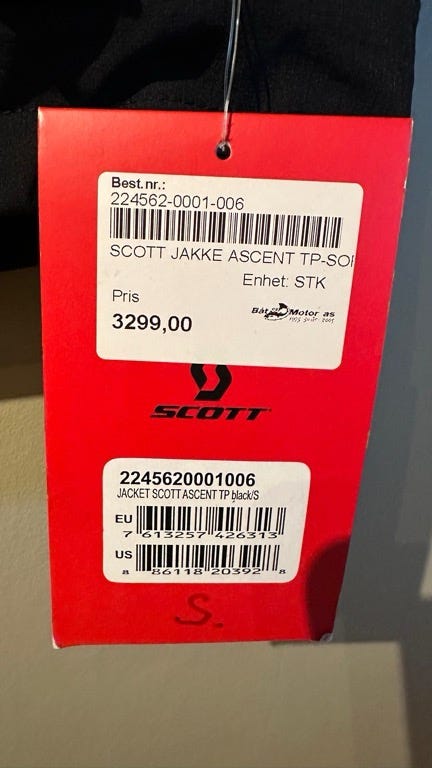 Best.nr.:
224562-0001-006
SCOTT JAKKE ASCENT TP-SO
Enhet: STK
Pris
3299,00
Båt og Motor as
SCOTT
2245620001006
JACKET SCOTT ASCENT TP black/S
EU
7 613257 426313
US
8 86118 20392 8
S.